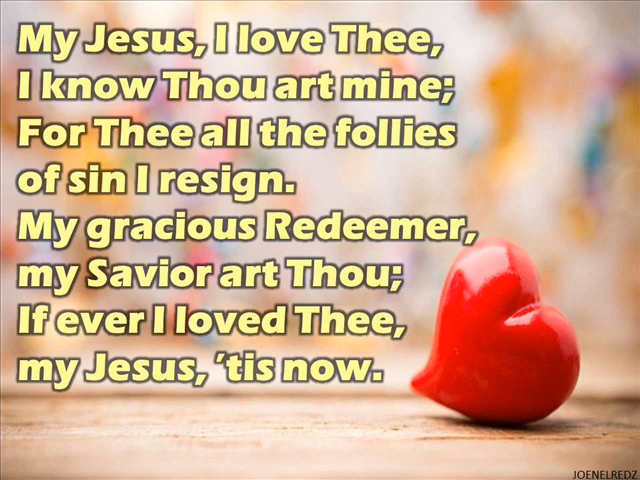 My Jesus, I love Thee,
I know Thou art mine;
For Thee all the follies
of sin I resign.
My gracious Redeemer,
my Savior art Thou;
If ever I loved Thee,
my Jesus, ’tis now.
JOENELREDZ